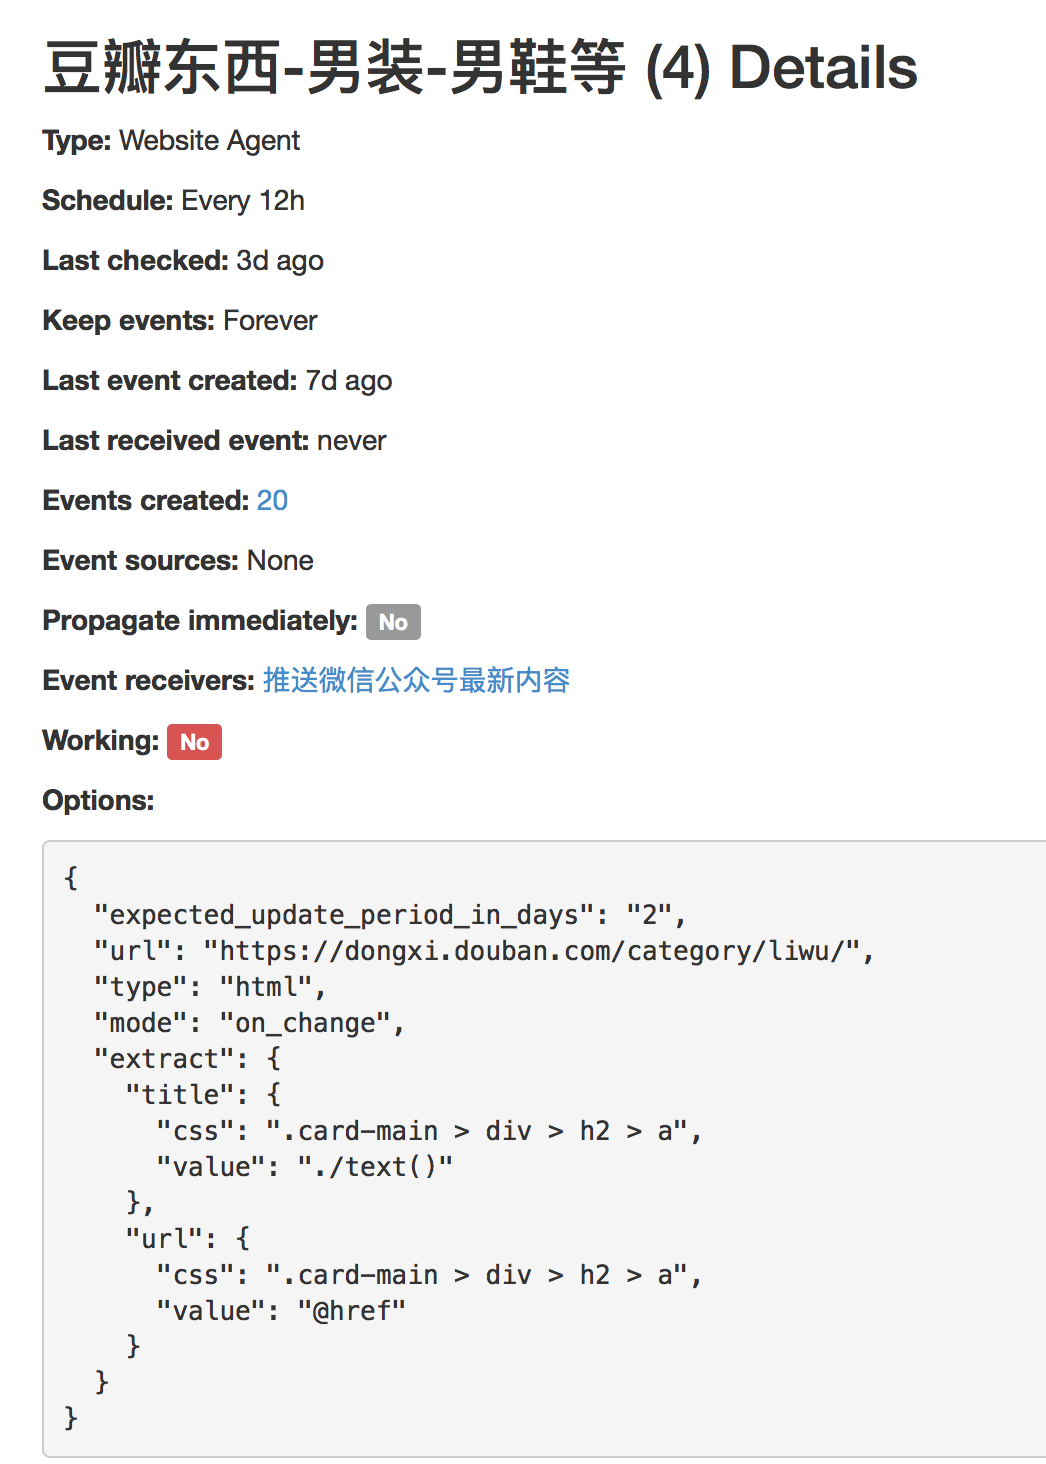 豆瓣东西-男装-男鞋等 (4) Details
Type: Website Agent
Schedule: Every 12h
Last checked: 3d ago
Keep events: Forever
Last event created: 7d ago
Last received event: never
Events created: 20
Event sources: None
Propagate immediately: No
Event receivers: 推送微信公众号最新内容
Working: No
Options:
{
  "expected_update_period_in_days": "2",
  "url": "https://dongxi.douban.com/category/liwu/",
  "type": "html",
  "mode": "on_change",
  "extract": {
    "title": {
      "css": ".card-main > div > h2 > a",
      "value": "./text()"
    },
    "url": {
      "css": ".card-main > div > h2 > a",
      "value": "@href"
    }
  }
}